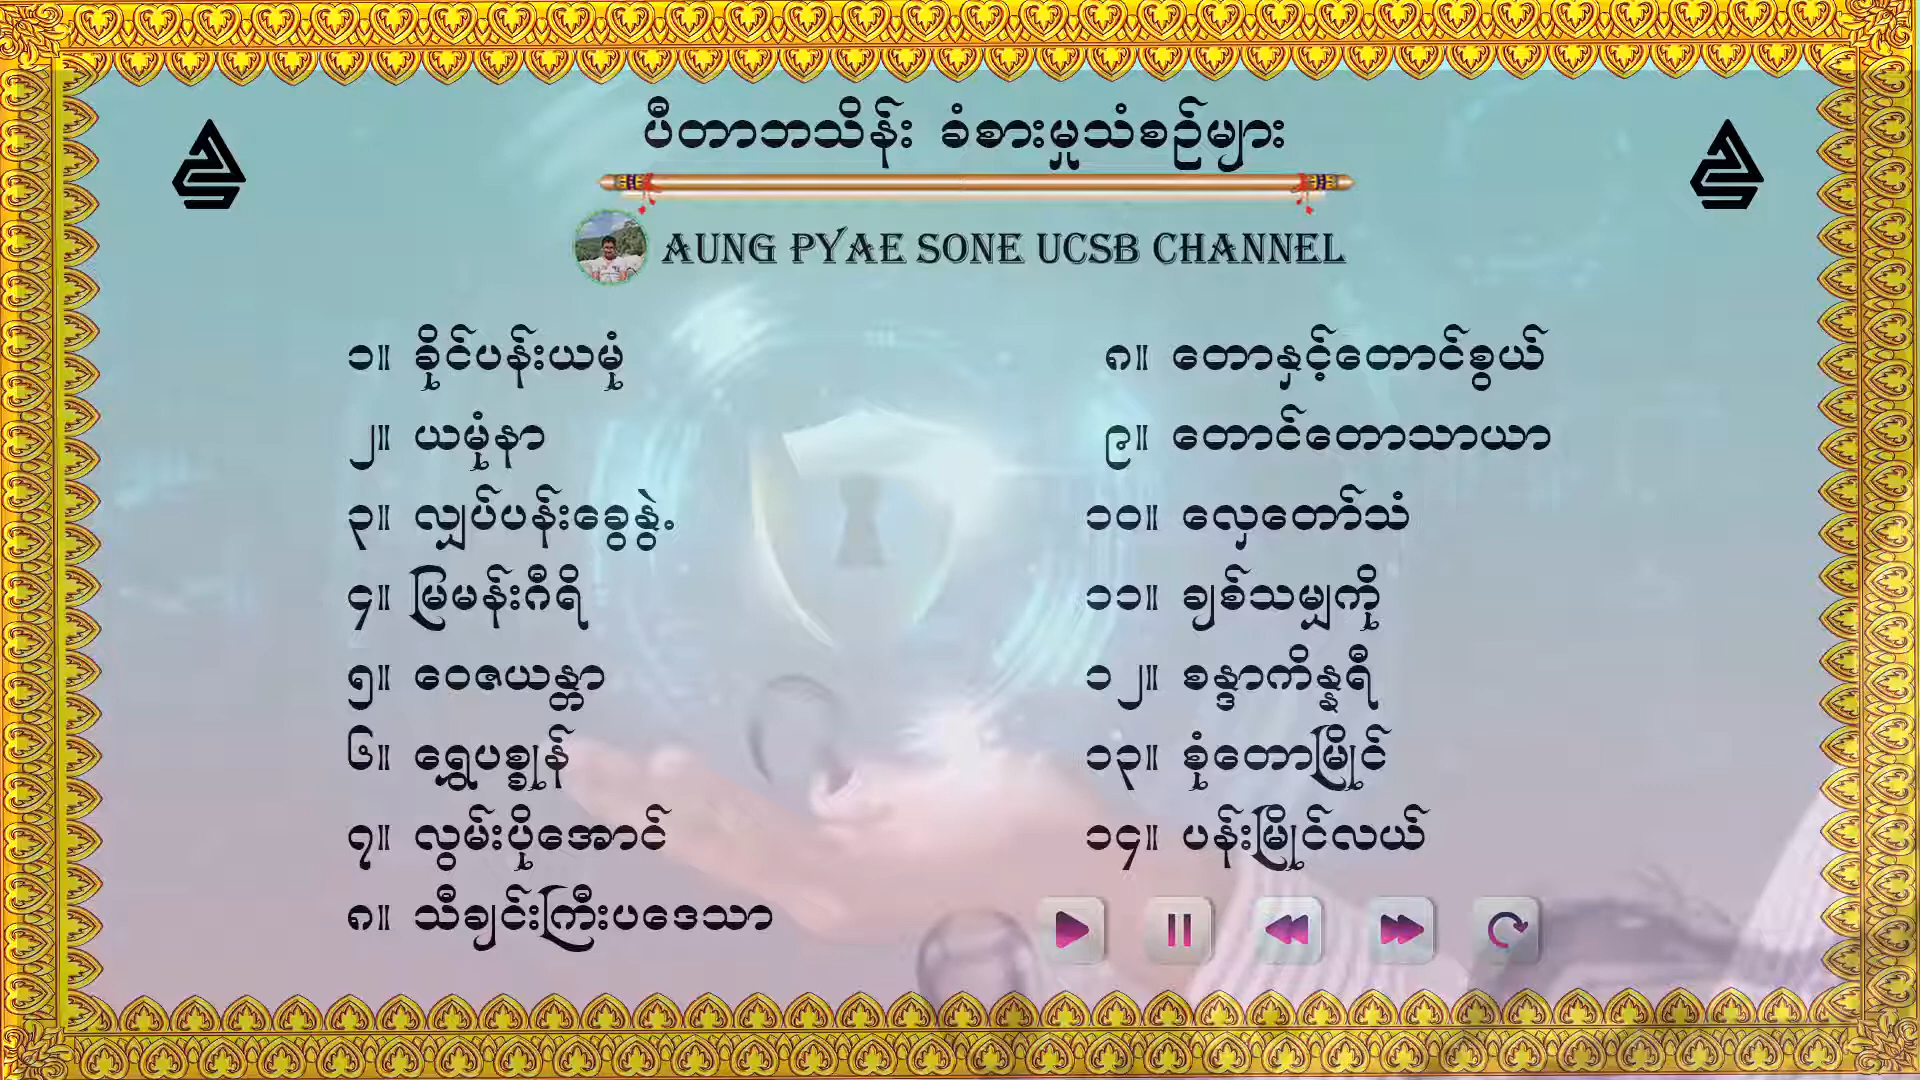 ပီတာဘသိန်း ခံစားမှုသံစဉ်များ
AUNG PYAE SONE UCSB CHANNEL
၁။ ခိုင်ပန်းယမုံ
၂။ ယမုံနာ
၃။ လျှပ်ပန်းခွေနွဲ့
၄။ မြမန်းဂီရိ
၅။ ဝေဇယန္တာ
၆။ ရွှေပစ္စုန်
၇။ လွမ်းပိုအောင်
၈။ သီချင်းကြီးပဒေသာ
၈။ တောနှင့်တောင်စွယ်
၉။ တောင်တောသာယာ
၁၀။ လှေတော်သံ
၁၁။ ချစ်သမျှကို
၁၂။ စန္ဒာကိန္နရီ
၁၃။ စုံတောမြိုင်
၁၄။ ပန်းမြိုင်လယ်